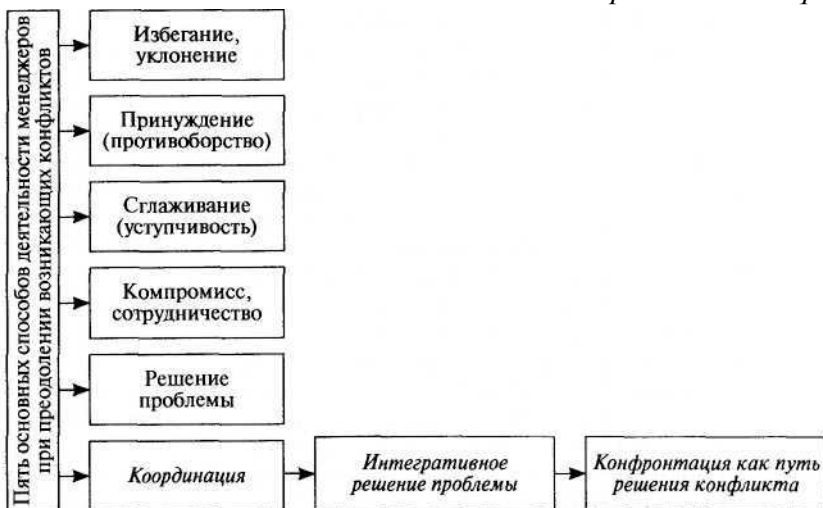 Пять основных способов деятельности менеджеров
при преодолении возникающих конфликтов
Избегание,
уклонение
Принуждение
(противоборство)
Сглаживание
(уступчивость)
Компромисс,
сотрудничество
Решение
проблемы
Координация
Интегративное
решение проблемы
Конфронтация как путь
решения конфликта